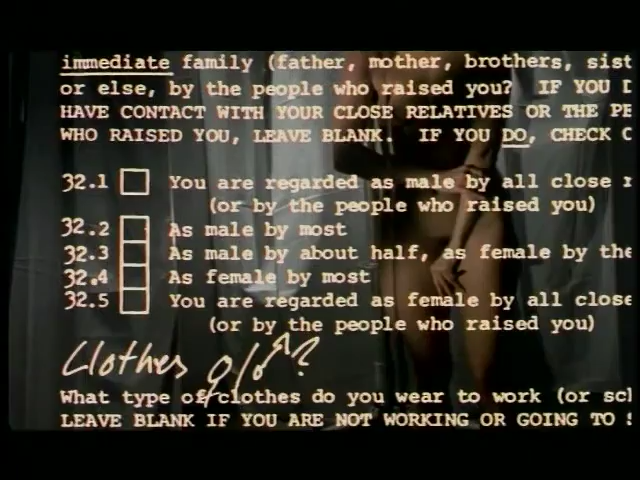 immediate family (father, mother, brothers, sist
or else, by the people who raised you? IF YOU D
HAVE CONTACT WITH YOUR CLOSE RELATIVES OR THE PE
WHO RAISED YOU, LEAVE BLANK. IF YOU DO, CHECK O
32.1 You are regarded as male by all close r
(or by the people who raised you)
32.2 As male by most
32.3 As male by about half, as female by the
32.4 As female by most
32.5 You are regarded as female by all close
(or by the people who raised you)
Clothes
What type of clothes do you wear to work (or sch
LEAVE BLANK IF YOU ARE NOT WORKING OR GOING TO S